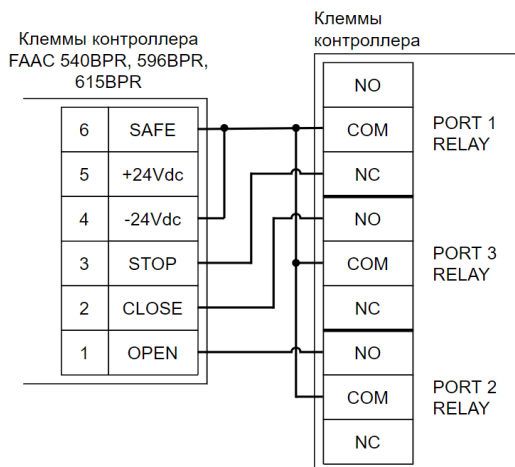 Клеммы контроллера
FAAC 540BPR, 596BPR,
615BPR
6 SAFE
5 +24Vdc
4 -24Vdc
3 STOP
2 CLOSE
1 OPEN
Клеммы
контроллера
NO
COM
NC
PORT 1
RELAY
NO
COM
NC
PORT 3
RELAY
NO
COM
NC
PORT 2
RELAY